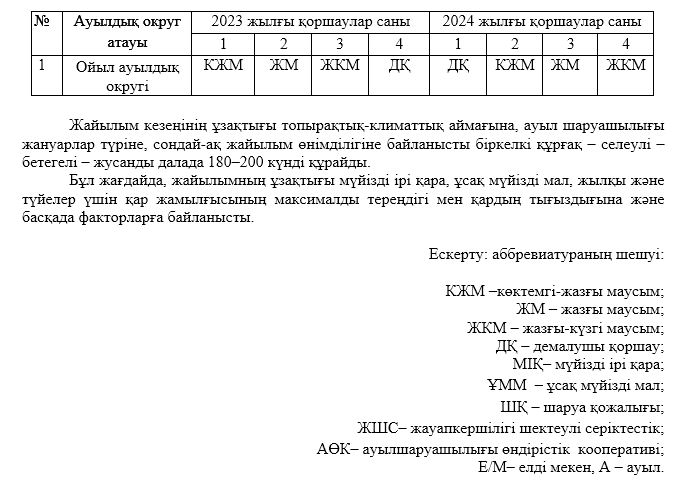 № Ауылдық округ атауы 2023 жылғы қоршаулар саны 2024 жылғы қоршаулар саны
1 2 3 4 1 2 3 4
1 Ойыл ауылдық округі КЖМ ЖМ ЖКМ ДҚ ДҚ КЖМ ЖМ ЖКМ
Жайылым кезеңінің ұзақтығы топырақтық-климаттық аймағына, ауыл шаруашылығы
жануарлар түріне, сондай-ақ жайылым өнімділігіне байланысты біркелкі құрғақ – селеулі –
бетегелі – жусанды далада 180–200 күнді құрайды.
Бұл жағдайда, жайылымның ұзақтығы мүйізді ірі қара, ұсақ мүйізді мал, жылқы және
түйелер үшін қар жамылғысының максималды тереңдігі мен қардың тығыздығына және
басқада факторларға байланысты.
Ескерту: аббревиатураның шешуі:
КЖМ –көктемгі-жазғы маусым;
ЖМ – жазғы маусым;
ЖКМ – жазғы-күзгі маусым;
ДҚ – демалушы қоршау;
МІҚ– мүйізді ірі қара;
ҰММ – ұсақ мүйізді мал;
ШҚ – шаруа қожалығы;
ЖШС– жауапкершілігі шектеулі серіктестік;
АӨК– ауылшаруашылығы өндірістік кооперативі;
Е/М– елді мекен, А – ауыл.